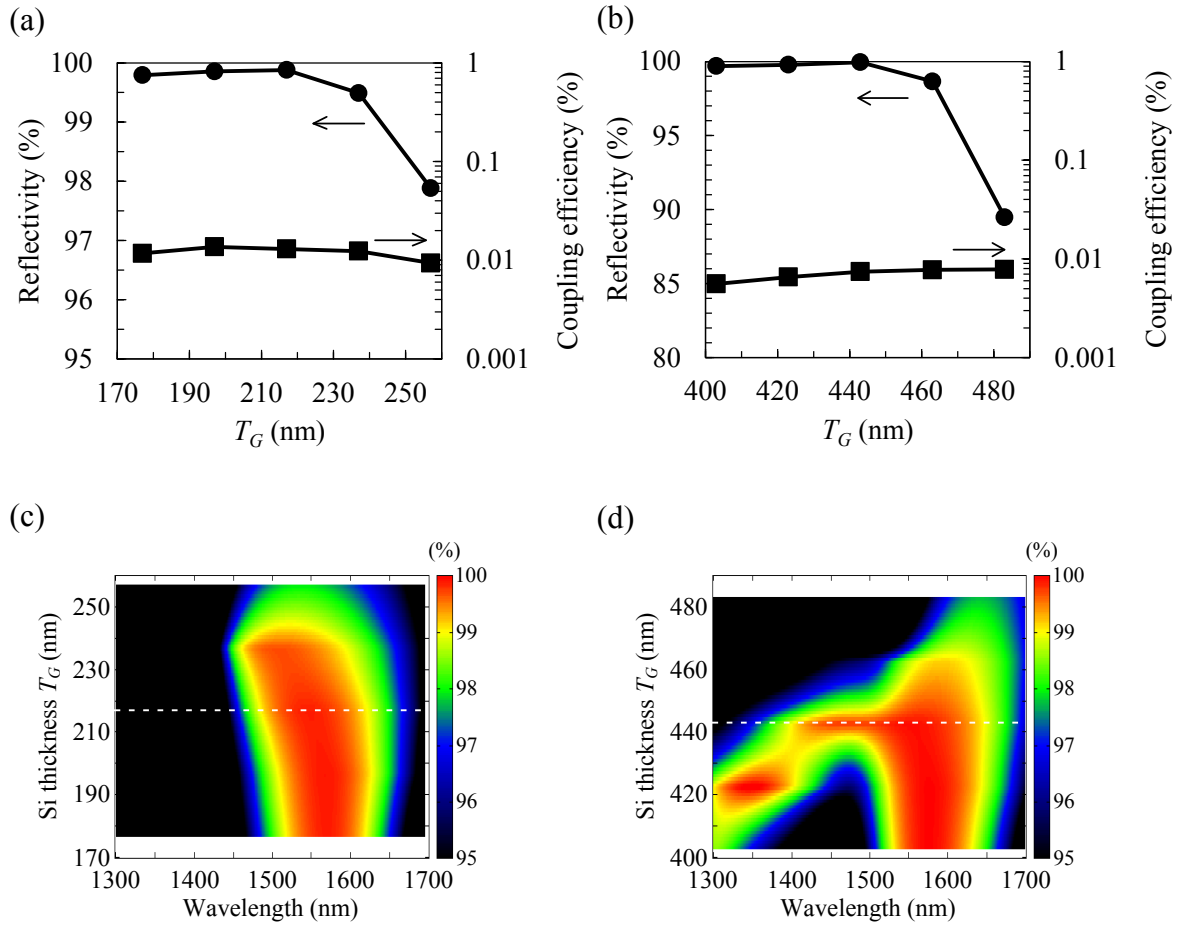 (a)
100
99
98
97
96
95
Reflectivity (%)
1
0.1
0.01
0.001
Coupling efficiency (%)
170 190 210 230 250
T_G (nm)
(b)
100
95
90
85
80
Reflectivity (%)
1
0.1
0.01
0.001
Coupling efficiency (%)
400 420 440 460 480
T_G (nm)
(c)
(%)
250
230
210
190
170
Si thickness T_G (nm)
100
99
98
97
96
95
1300 1400 1500 1600 1700
Wavelength (nm)
(d)
(%)
480
460
440
420
400
Si thickness T_G (nm)
100
99
98
97
96
95
1300 1400 1500 1600 1700
Wavelength (nm)